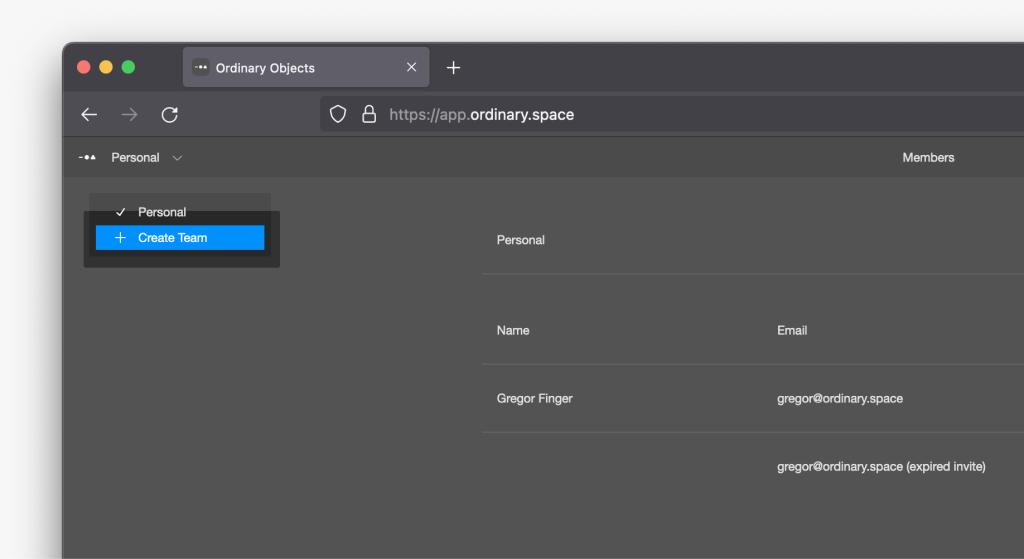 Ordinary Objects
https://app.ordinary.space
Personal
Members
Personal
Create Team
Personal
Name Email
Gregor Finger gregor@ordinary.space
gregor@ordinary.space (expired invite)